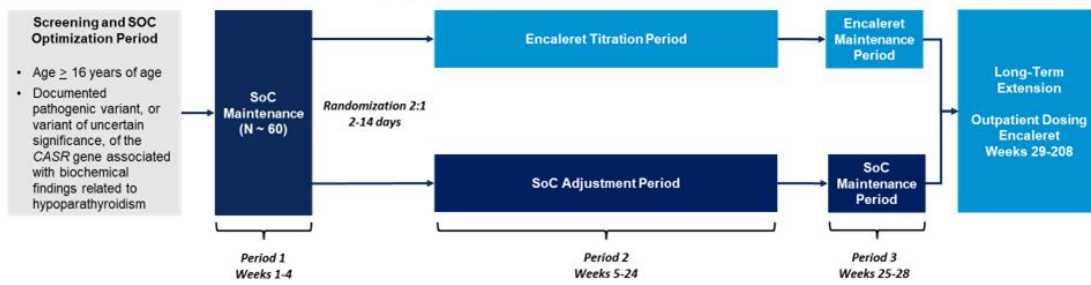 Screening and SOC
Optimization Period
• Age ≥ 16 years of age
• Documented
pathogenic variant, or
variant of uncertain
significance, of the
CASR gene associated
with biochemical
findings related to
hypoparathyroidism
SoC
Maintenance
(N ~ 60)
Randomization 2:1
2-14 days
Encaleret Titration Period
SoC Adjustment Period
Encaleret
Maintenance
Period
SoC
Maintenance
Period
Long-Term
Extension
Outpatient Dosing
Encaleret
Weeks 29-208
Period 1
Weeks 1-4
Period 2
Weeks 5-24
Period 3
Weeks 25-28